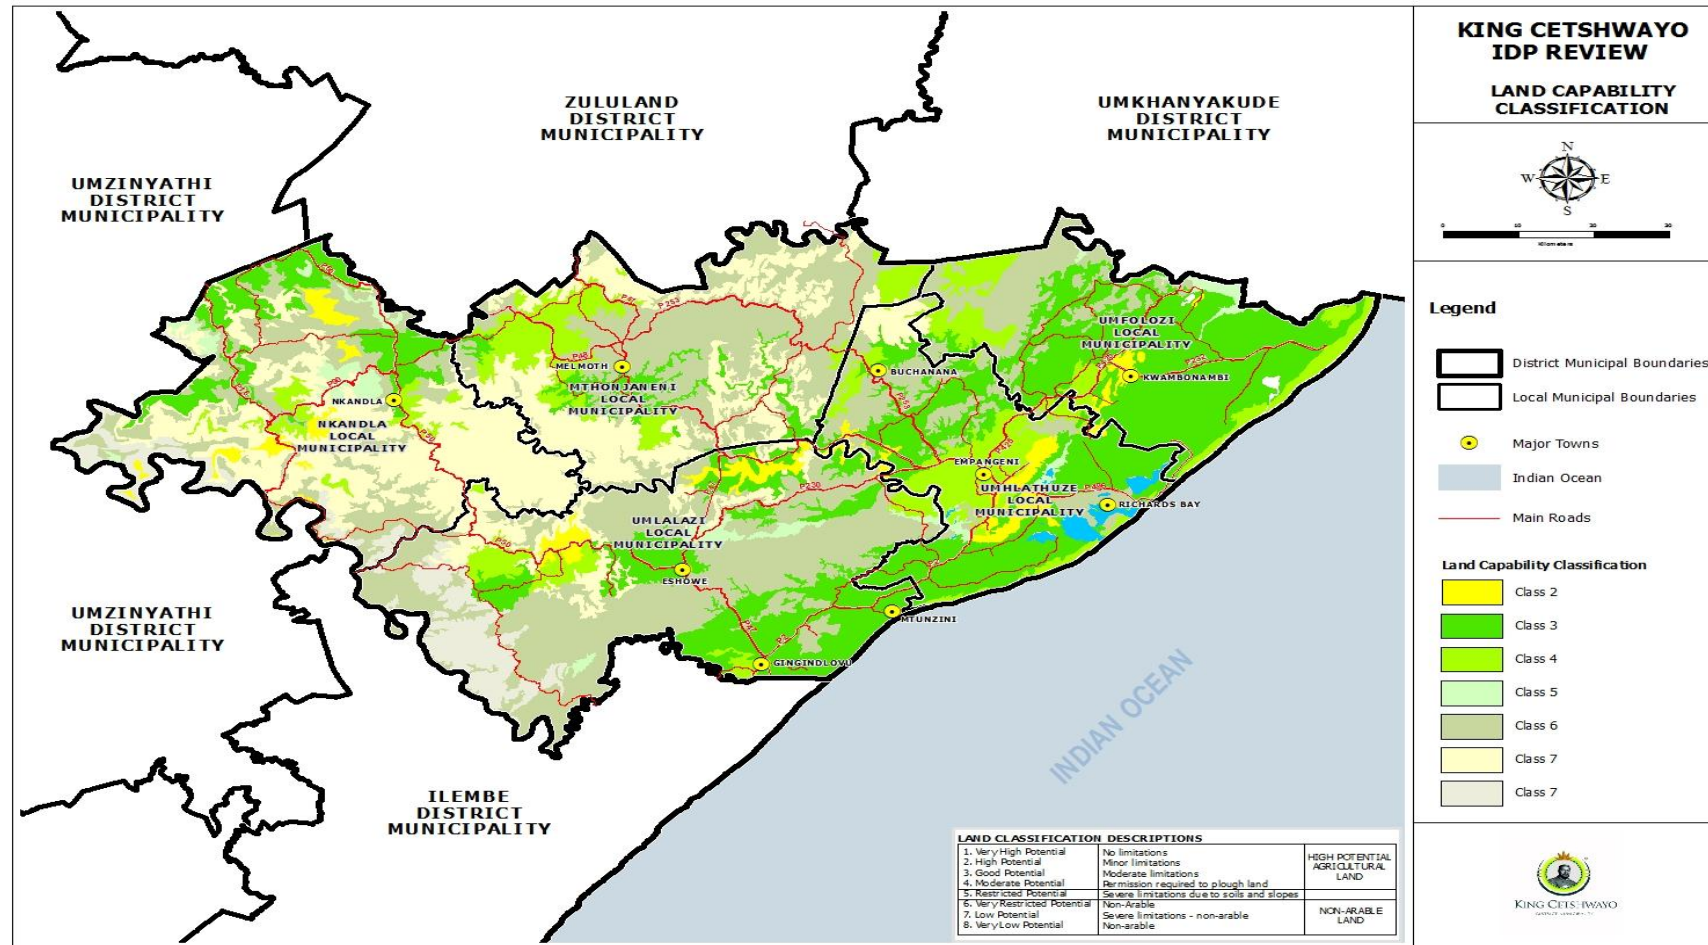 KING CETSHWAYO
IDP REVIEW
LAND CAPABILITY
CLASSIFICATION
N
W
E
S
0
10
20
30
Kilometers
Legend
District Municipal Boundaries
Local Municipal Boundaries
Major Towns
Indian Ocean
Main Roads
Land Capability Classification
Class 2
Class 3
Class 4
Class 5
Class 6
Class 7
Class 7
KING CETSHWAYO
ZULULAND
DISTRICT
MUNICIPALITY
UMKHANYAKUDE
DISTRICT
MUNICIPALITY
UMZINYATHI
DISTRICT
MUNICIPALITY
UMFOLOZI
LOCAL
MUNICIPALITY
KWAMBONAMBI
BUCHANANA
MELMOTH
MTHONJANENI
LOCAL
MUNICIPALITY
NKANDLA
NKANDLA
LOCAL
MUNICIPALITY
EMPANGENI
UMHLATHUZE
LOCAL
MUNICIPALITY
RICHARDS BAY
UMLALAZI
LOCAL
MUNICIPALITY
ESHOWE
MTUNZINI
GINGINDLOVU
P253
P230
UMZINYATHI
DISTRICT
MUNICIPALITY
ILEMBE
DISTRICT
MUNICIPALITY
INDIAN OCEAN
LAND CLASSIFICATION DESCRIPTIONS
1. Very High Potential No limitations
2. High Potential Minor limitations
3. Good Potential Moderate limitations
4. Moderate Potential Permission required to plough land
HIGH POTENTIAL
AGRICULTURAL
LAND
5. Restricted Potential Severe limitations due to soils and slopes
6. Very Restricted Potential Non-Arable
7. Low Potential Severe limitations - non-arable
8. Very Low Potential Non-arable
NON-ARABLE
LAND